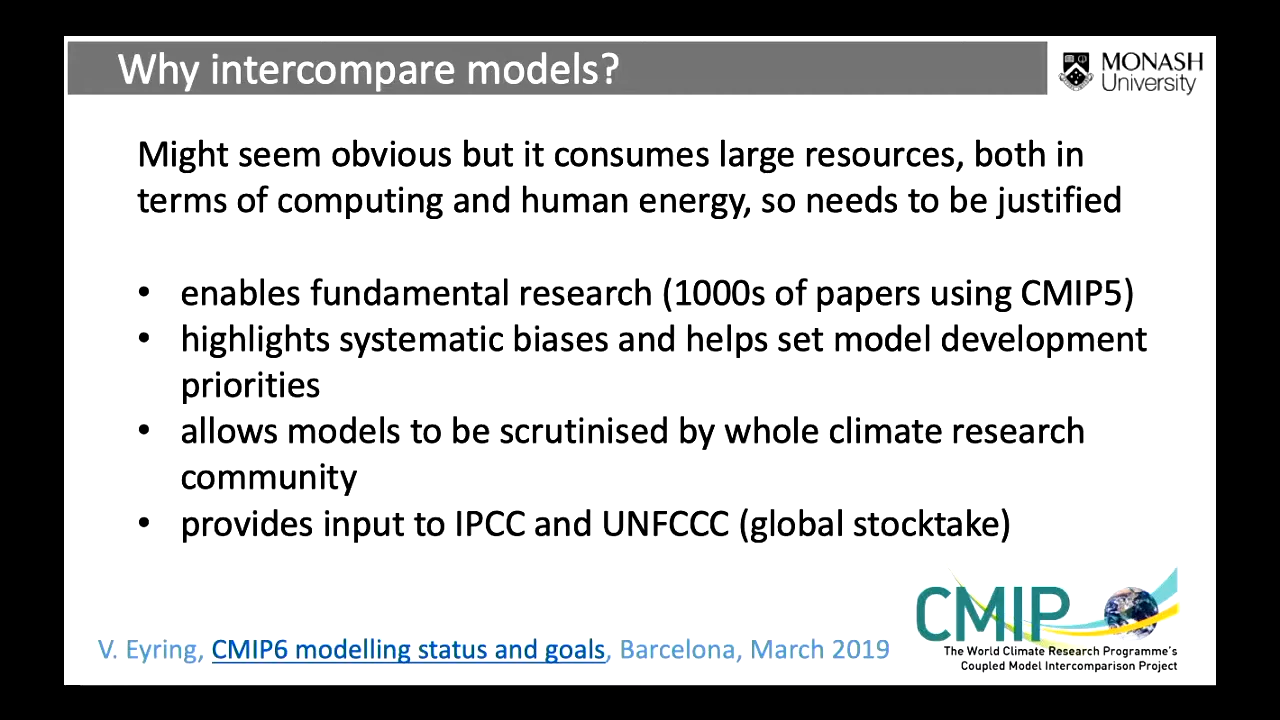 Why intercompare models?
MONASH
University
Might seem obvious but it consumes large resources, both in
terms of computing and human energy, so needs to be justified
• enables fundamental research (1000s of papers using CMIP5)
• highlights systematic biases and helps set model development
priorities
• allows models to be scrutinised by whole climate research
community
• provides input to IPCC and UNFCCC (global stocktake)
CMIP
The World Climate Research Programme's
Coupled Model Intercomparison Project
V. Eyring, CMIP6 modelling status and goals, Barcelona, March 2019